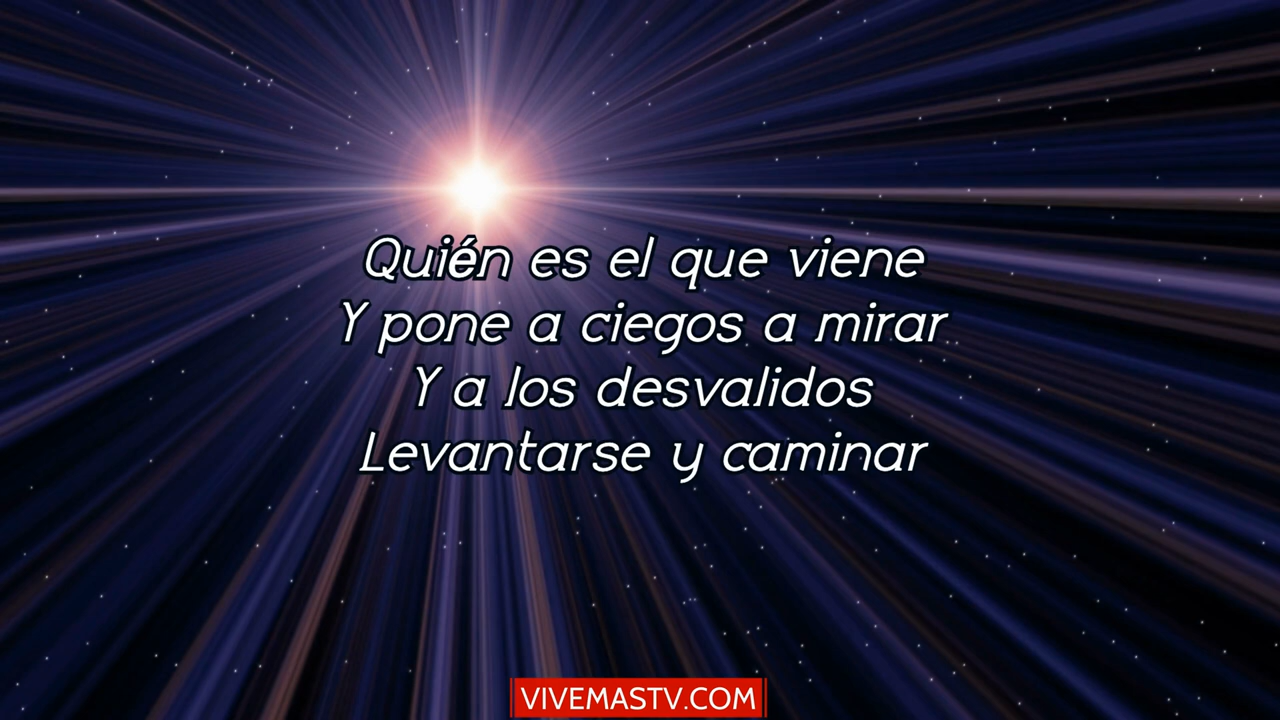 Quién es el que viene
Y pone a ciegos a mirar
Y a los desvalidos
Levantarse y caminar
VIVEMASTV.COM